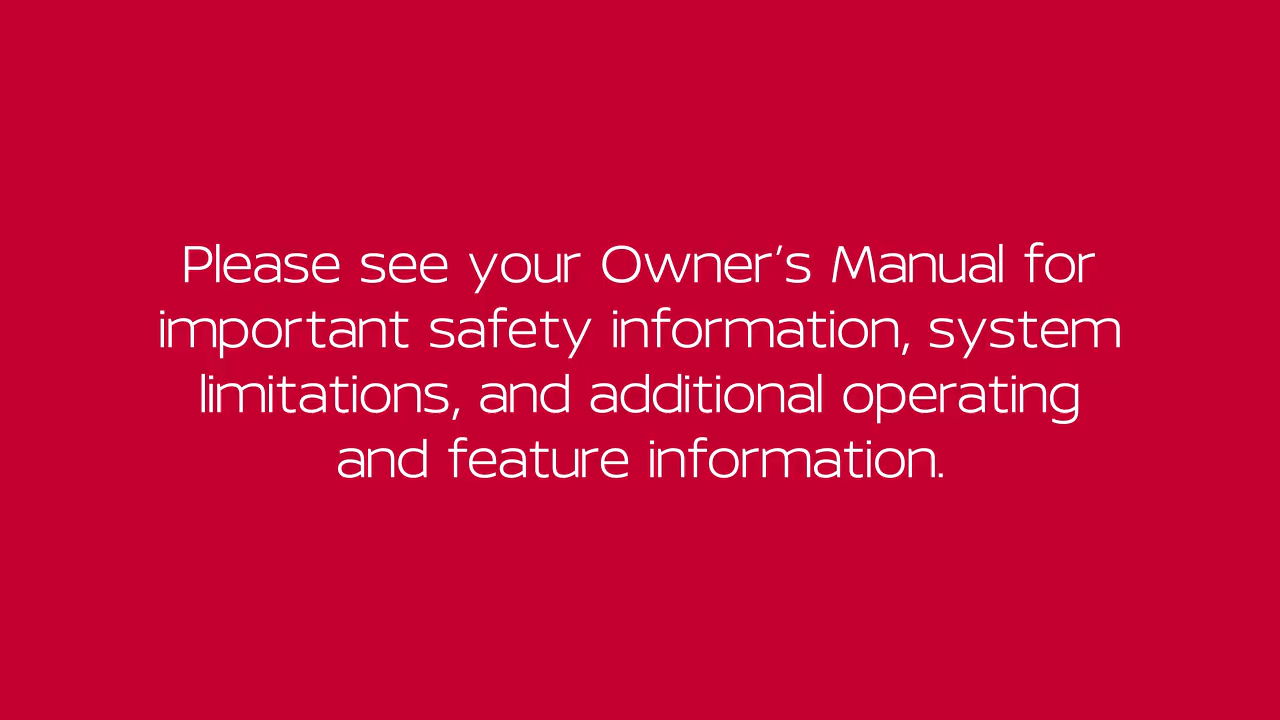 Please see your Owner’s Manual for
important safety information, system
limitations, and additional operating
and feature information.